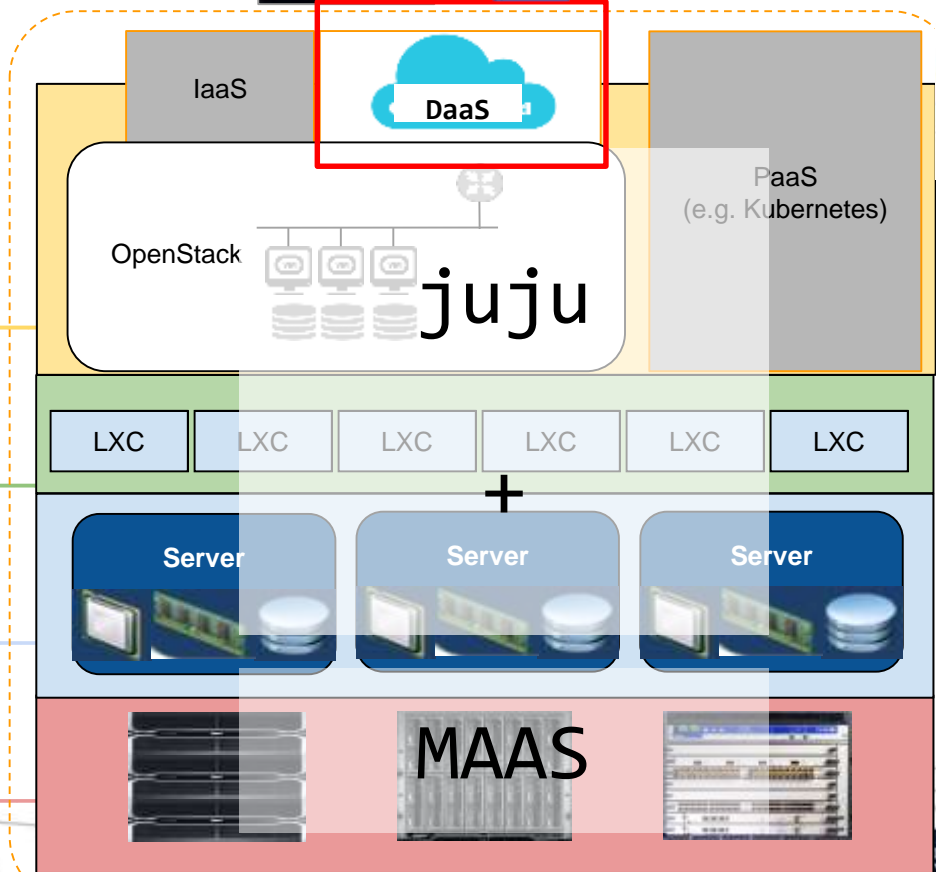 IaaS
DaaS
PaaS
(e.g. Kubernetes)
OpenStack
juju
LXC
LXC
LXC
LXC
LXC
LXC
+
Server
Server
Server
MAAS